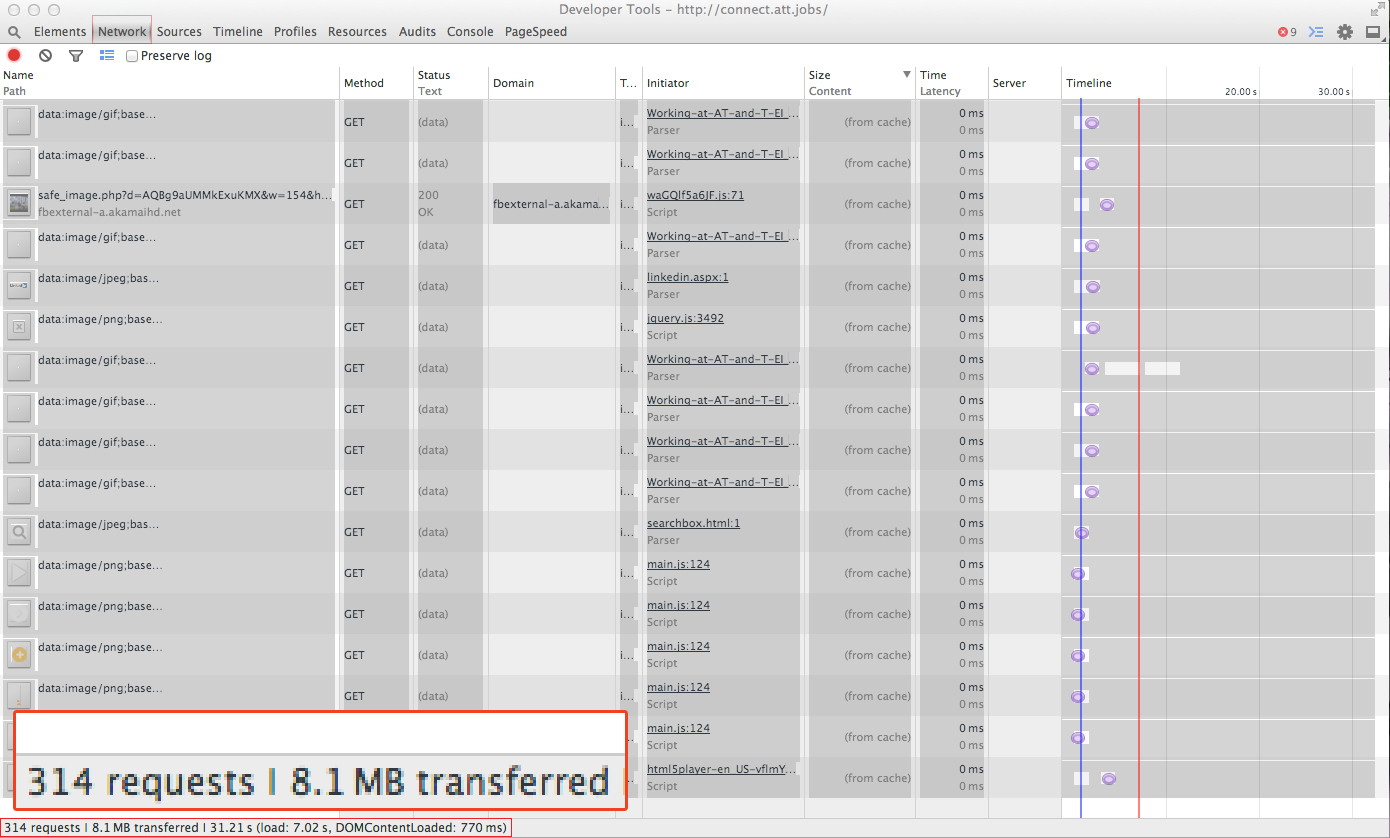 Developer Tools - http://connect.att.jobs/
Elements Network Sources Timeline Profiles Resources Audits Console PageSpeed 9
Preserve log
Name Path Method Status Text Domain T... Initiator Size Content Time Latency Server Timeline 20.00 s 30.00 s
data:image/gif;base... GET (data) i... Working-at-AT-and-T-EI_... (from cache) 0 ms
Parser 0 ms
data:image/gif;base... GET (data) i... Working-at-AT-and-T-EI_... (from cache) 0 ms
Parser 0 ms
safe_image.php?d=AQBg9aUMMkExuKMX&w=154&h... GET 200 fbexternal-a.akama... i... waGQlf5a6JF.js:71 (from cache) 0 ms
fbexternal-a.akamaihd.net OK Script 0 ms
data:image/gif;base... GET (data) i... Working-at-AT-and-T-EI_... (from cache) 0 ms
Parser 0 ms
data:image/jpeg;bas... GET (data) i... linkedin.aspx:1 (from cache) 0 ms
Parser 0 ms
data:image/png;base... GET (data) i... jquery.js:3492 (from cache) 0 ms
Script 0 ms
data:image/gif;base... GET (data) i... Working-at-AT-and-T-EI_... (from cache) 0 ms
Parser 0 ms
data:image/gif;base... GET (data) i... Working-at-AT-and-T-EI_... (from cache) 0 ms
Parser 0 ms
data:image/gif;base... GET (data) i... Working-at-AT-and-T-EI_... (from cache) 0 ms
Parser 0 ms
data:image/gif;base... GET (data) i... Working-at-AT-and-T-EI_... (from cache) 0 ms
Parser 0 ms
data:image/jpeg;bas... GET (data) i... searchbox.html:1 (from cache) 0 ms
Parser 0 ms
data:image/png;base... GET (data) i... main.js:124 (from cache) 0 ms
Script 0 ms
data:image/png;base... GET (data) i... main.js:124 (from cache) 0 ms
Script 0 ms
data:image/png;base... GET (data) i... main.js:124 (from cache) 0 ms
Script 0 ms
data:image/png;base... GET (data) i... main.js:124 (from cache) 0 ms
Script 0 ms
main.js:124 (from cache) 0 ms
Script 0 ms
html5player-en_US-vflmY... (from cache) 0 ms
Script 0 ms
314 requests | 8.1 MB transferred
314 requests | 8.1 MB transferred | 31.21 s (load: 7.02 s, DOMContentLoaded: 770 ms)